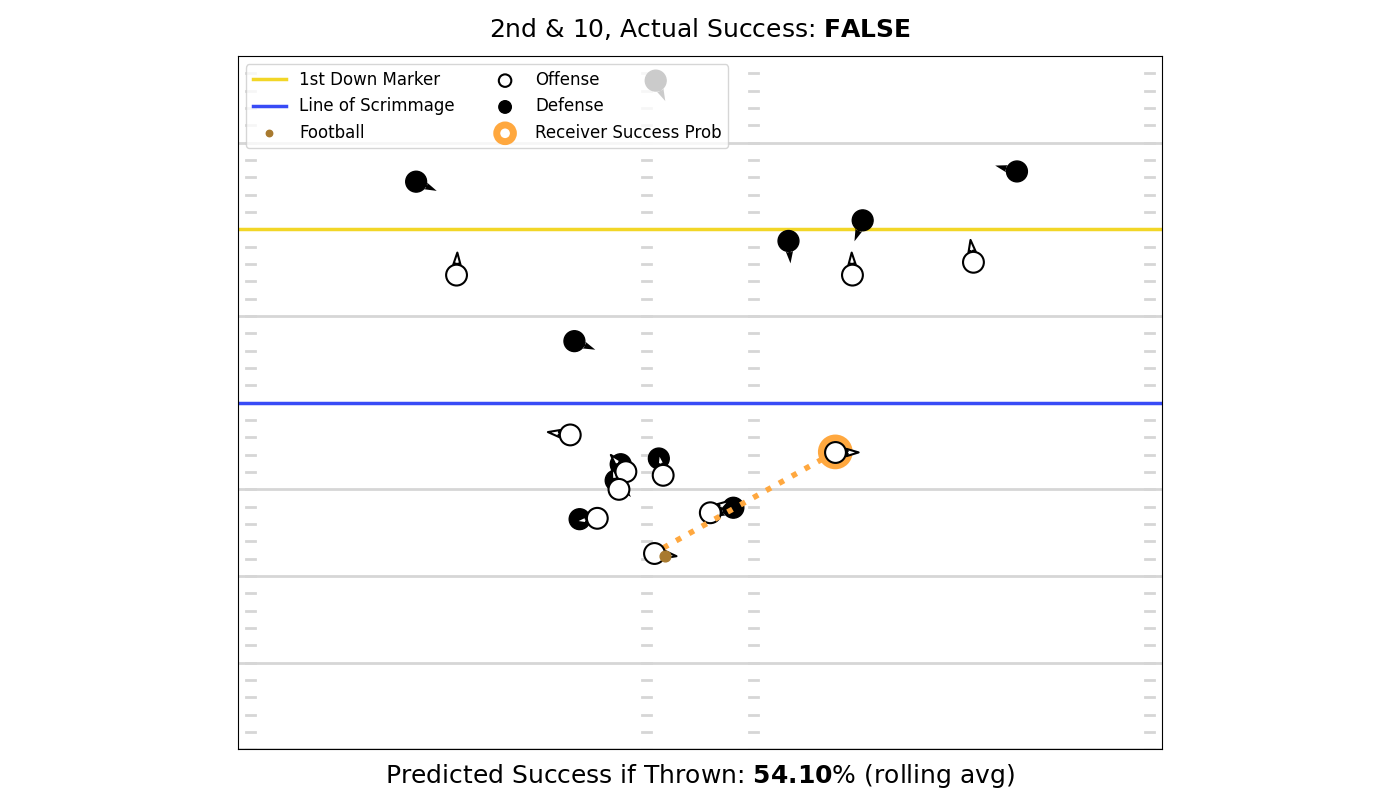 2nd & 10, Actual Success: FALSE
1st Down Marker
Line of Scrimmage
Football
Offense
Defense
Receiver Success Prob
Predicted Success if Thrown: 54.10% (rolling avg)